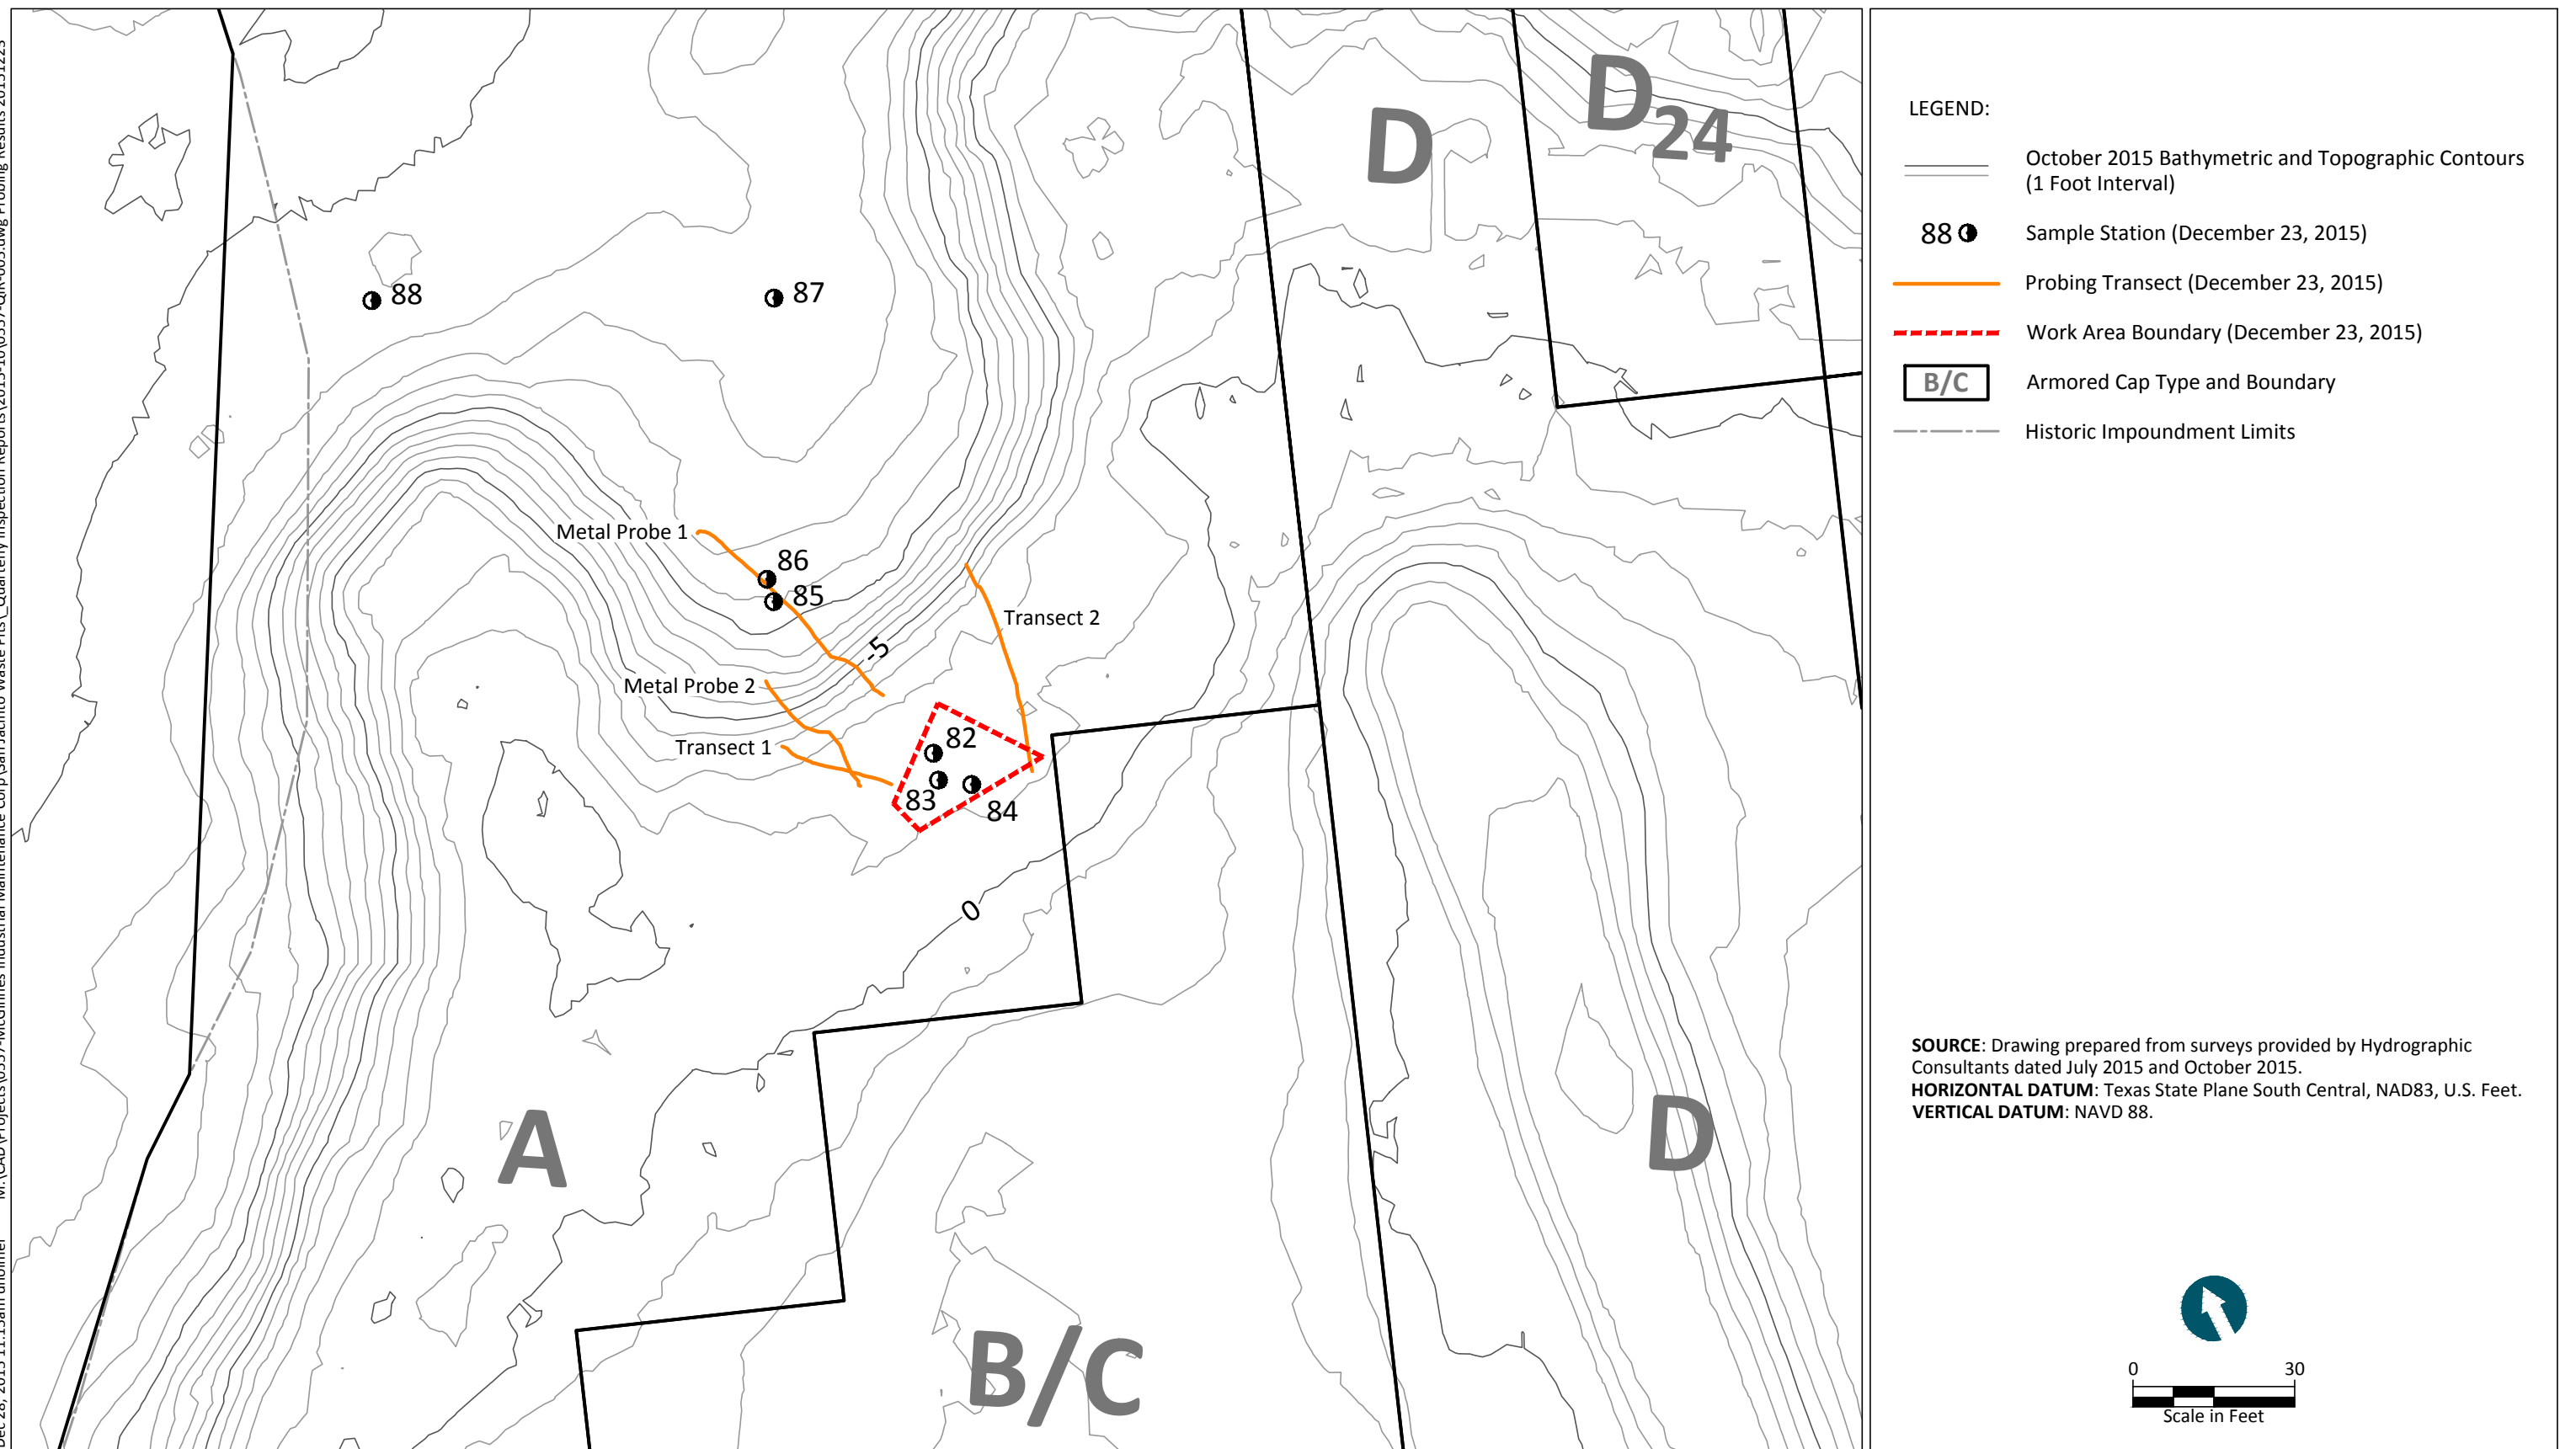 D
D24
88
87
Metal Probe 1
86
85
Transect 2
-5
Metal Probe 2
82
Transect 1
83
84
0
A
D
B/C
LEGEND:
October 2015 Bathymetric and Topographic Contours
(1 Foot Interval)
88 Sample Station (December 23, 2015)
Probing Transect (December 23, 2015)
Work Area Boundary (December 23, 2015)
B/C Armored Cap Type and Boundary
Historic Impoundment Limits
SOURCE: Drawing prepared from surveys provided by Hydrographic
Consultants dated July 2015 and October 2015.
HORIZONTAL DATUM: Texas State Plane South Central, NAD83, U.S. Feet.
VERTICAL DATUM: NAVD 88.
0 30
Scale in Feet